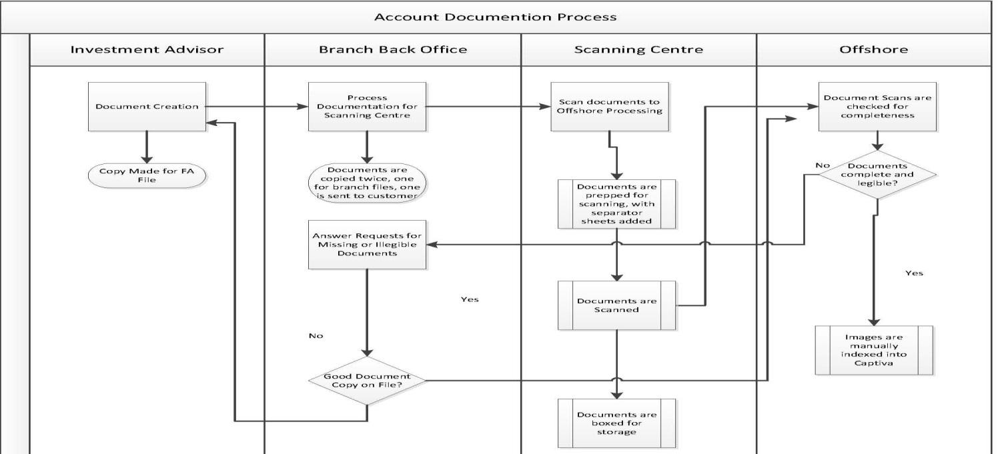 Account Documention Process
Investment Advisor
Branch Back Office
Scanning Centre
Offshore
Document Creation
Copy Made for FA
File
Process
Documentation for
Scanning Centre
Documents are
copied twice, one
for branch files, one
is sent to customer
Answer Requests for
Missing or Illegible
Documents
Yes
No
Good Document
Copy on File?
Scan documents to
Offshore Processing
Documents are
prepped for
scanning, with
separator
sheets added
Documents are
Scanned
Documents are
boxed for
storage
Document Scans are
checked for
completeness
No
Documents
complete and
legible?
Yes
Images are
manually
indexed into
Captiva